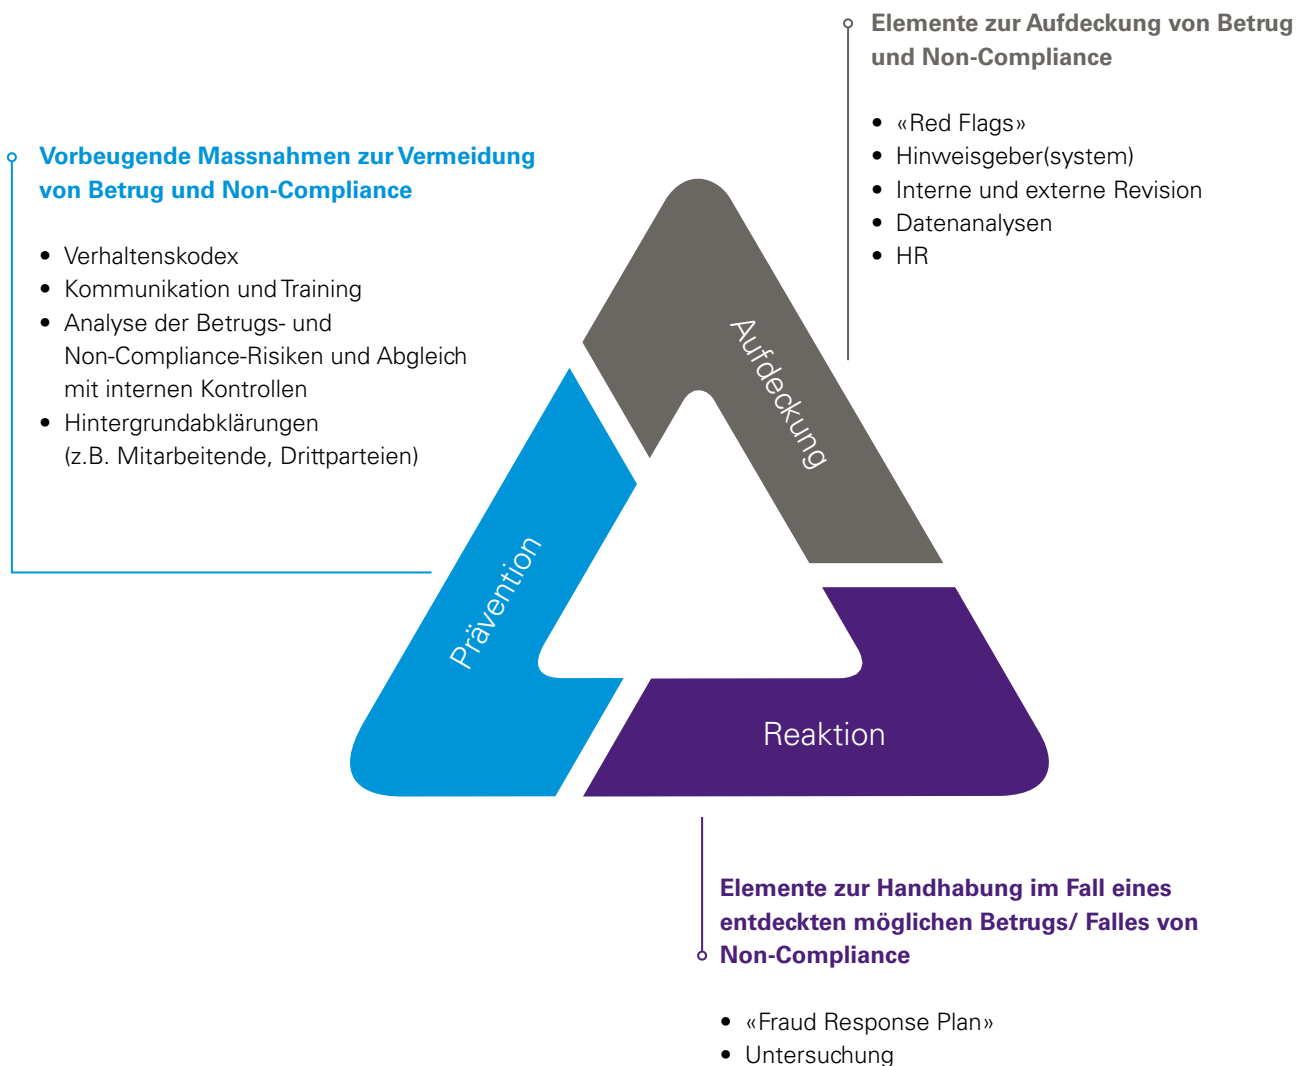 Elemente zur Aufdeckung von Betrug
und Non-Compliance
• «Red Flags»
• Hinweisgeber(system)
• Interne und externe Revision
• Datenanalysen
• HR
Vorbeugende Massnahmen zur Vermeidung
von Betrug und Non-Compliance
• Verhaltenskodex
• Kommunikation und Training
• Analyse der Betrugs- und
Non-Compliance-Risiken und Abgleich
mit internen Kontrollen
• Hintergrundabklärungen
(z.B. Mitarbeitende, Drittparteien)
Aufdeckung
Prävention
Reaktion
Elemente zur Handhabung im Fall eines
entdeckten möglichen Betrugs/ Falles von
Non-Compliance
• «Fraud Response Plan»
• Untersuchung